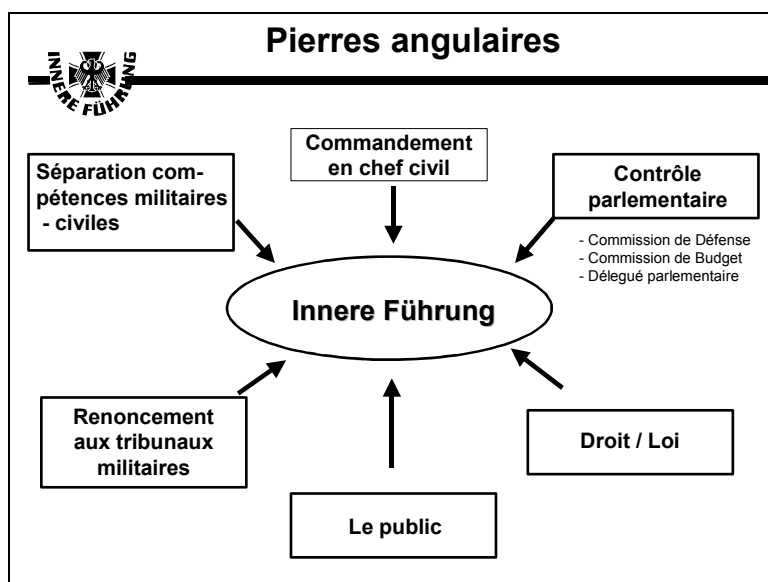 Pierres angulaires
INNERE FÜHRUNG
Commandement
en chef civil
Séparation com-
pétences militaires
- civiles
Contrôle
parlementaire
- Commission de Défense
- Commission de Budget
- Délegué parlementaire
Innere Führung
Renoncement
aux tribunaux
militaires
Droit / Loi
Le public